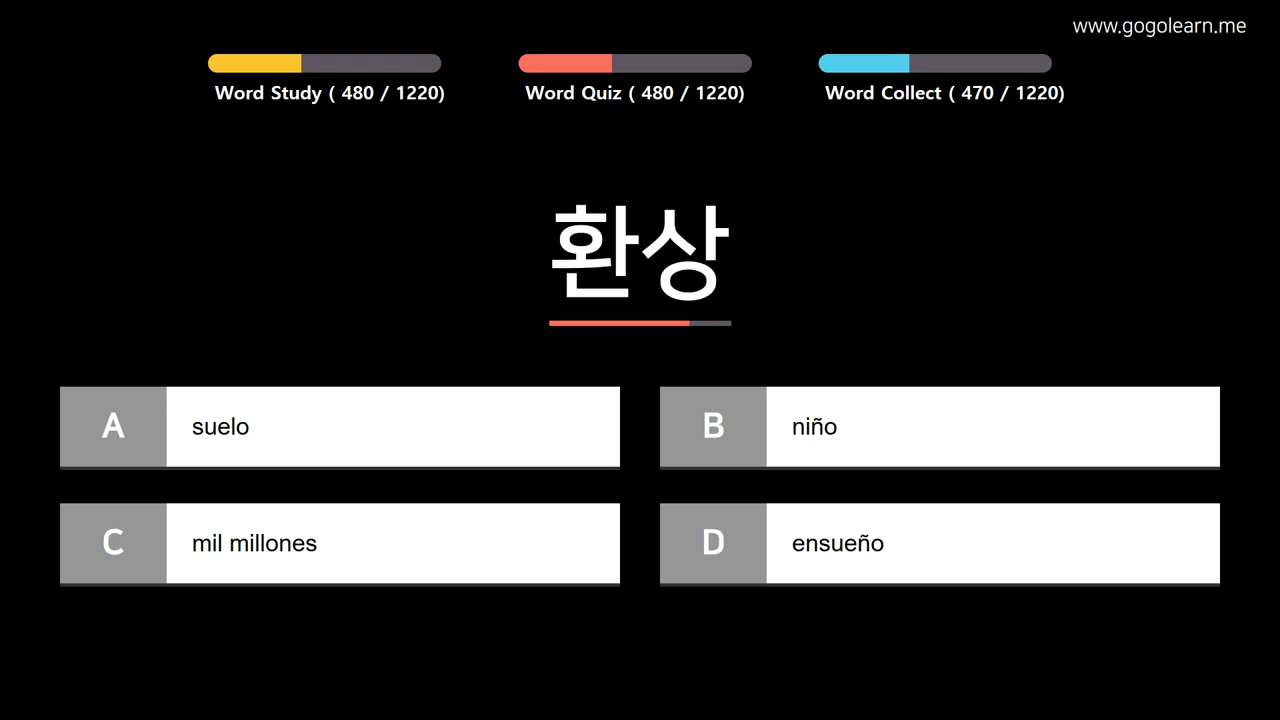 www.gogolearn.me
Word Study ( 480 / 1220)
Word Quiz ( 480 / 1220)
Word Collect ( 470 / 1220)
환상
A
suelo
B
niño
C
mil millones
D
ensueño